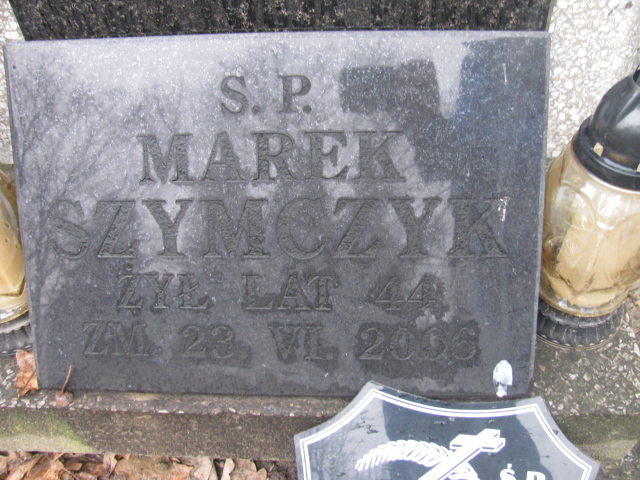 S. P.
MAREK
SZYMCZYK
ŻYŁ LAT 44
ZM. 23. VI. 2006
Ś.P.